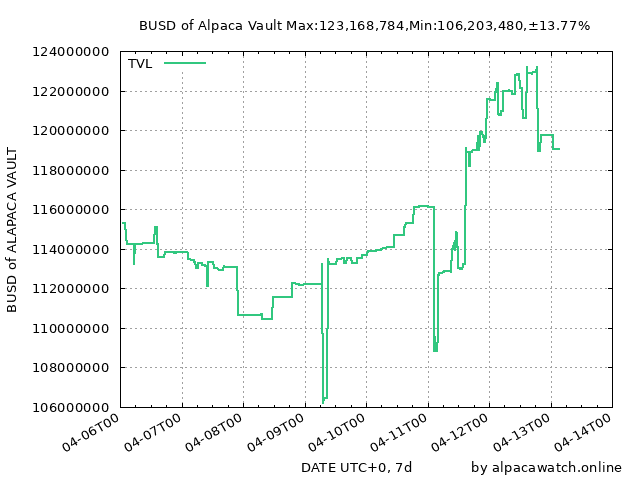 BUSD of Alpaca Vault Max:123,168,784,Min:106,203,480,±13.77%
124000000
TVL
122000000
120000000
118000000
116000000
114000000
112000000
110000000
108000000
106000000
BUSD of ALAPACA VAULT
04-06T00
04-07T00
04-08T00
04-09T00
04-10T00
04-11T00
04-12T00
04-13T00
04-14T00
DATE UTC+0, 7d
by alpacawatch.online